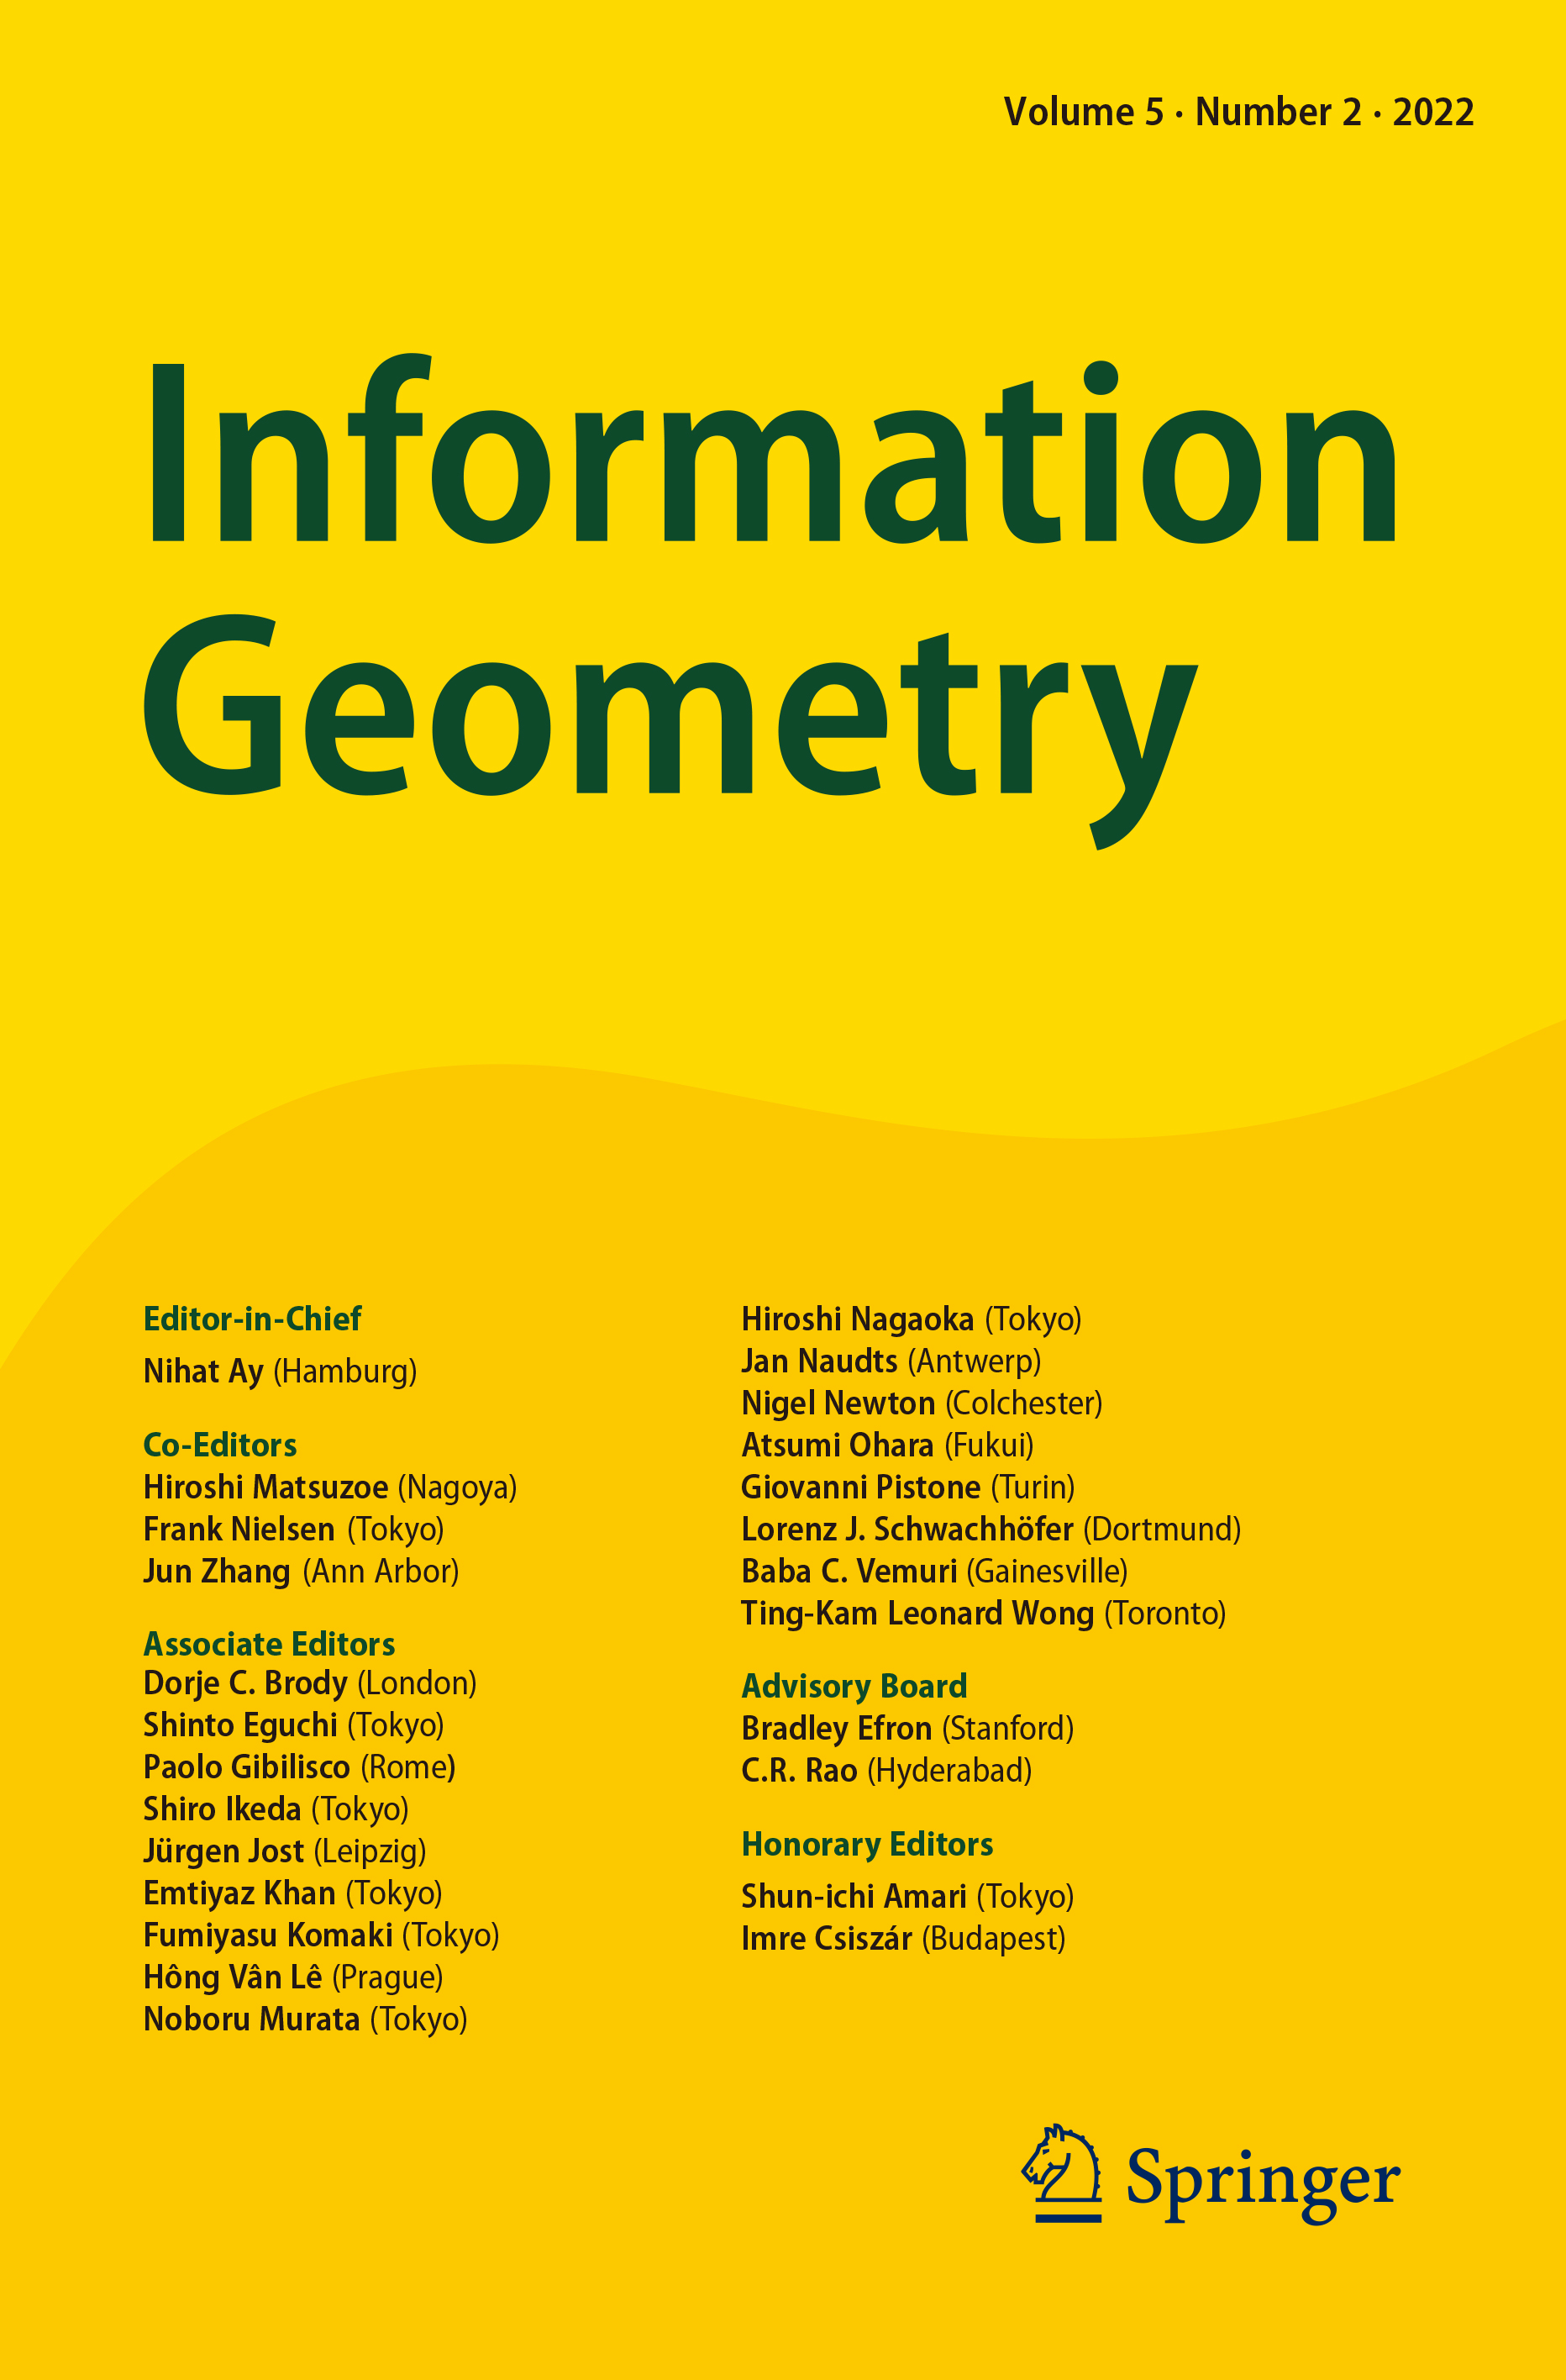 Volume 5 · Number 2 · 2022
Information
Geometry
Editor-in-Chief
Nihat Ay (Hamburg)
Co-Editors
Hiroshi Matsuzoe (Nagoya)
Frank Nielsen (Tokyo)
Jun Zhang (Ann Arbor)
Associate Editors
Dorje C. Brody (London)
Shinto Eguchi (Tokyo)
Paolo Gibilisco (Rome)
Shiro Ikeda (Tokyo)
Jürgen Jost (Leipzig)
Emtiyaz Khan (Tokyo)
Fumiyasu Komaki (Tokyo)
Hông Vân Lê (Prague)
Noboru Murata (Tokyo)
Hiroshi Nagaoka (Tokyo)
Jan Naudts (Antwerp)
Nigel Newton (Colchester)
Atsumi Ohara (Fukui)
Giovanni Pistone (Turin)
Lorenz J. Schwachhöfer (Dortmund)
Baba C. Vemuri (Gainesville)
Ting-Kam Leonard Wong (Toronto)
Advisory Board
Bradley Efron (Stanford)
C.R. Rao (Hyderabad)
Honorary Editors
Shun-ichi Amari (Tokyo)
Imre Csiszár (Budapest)
Springer